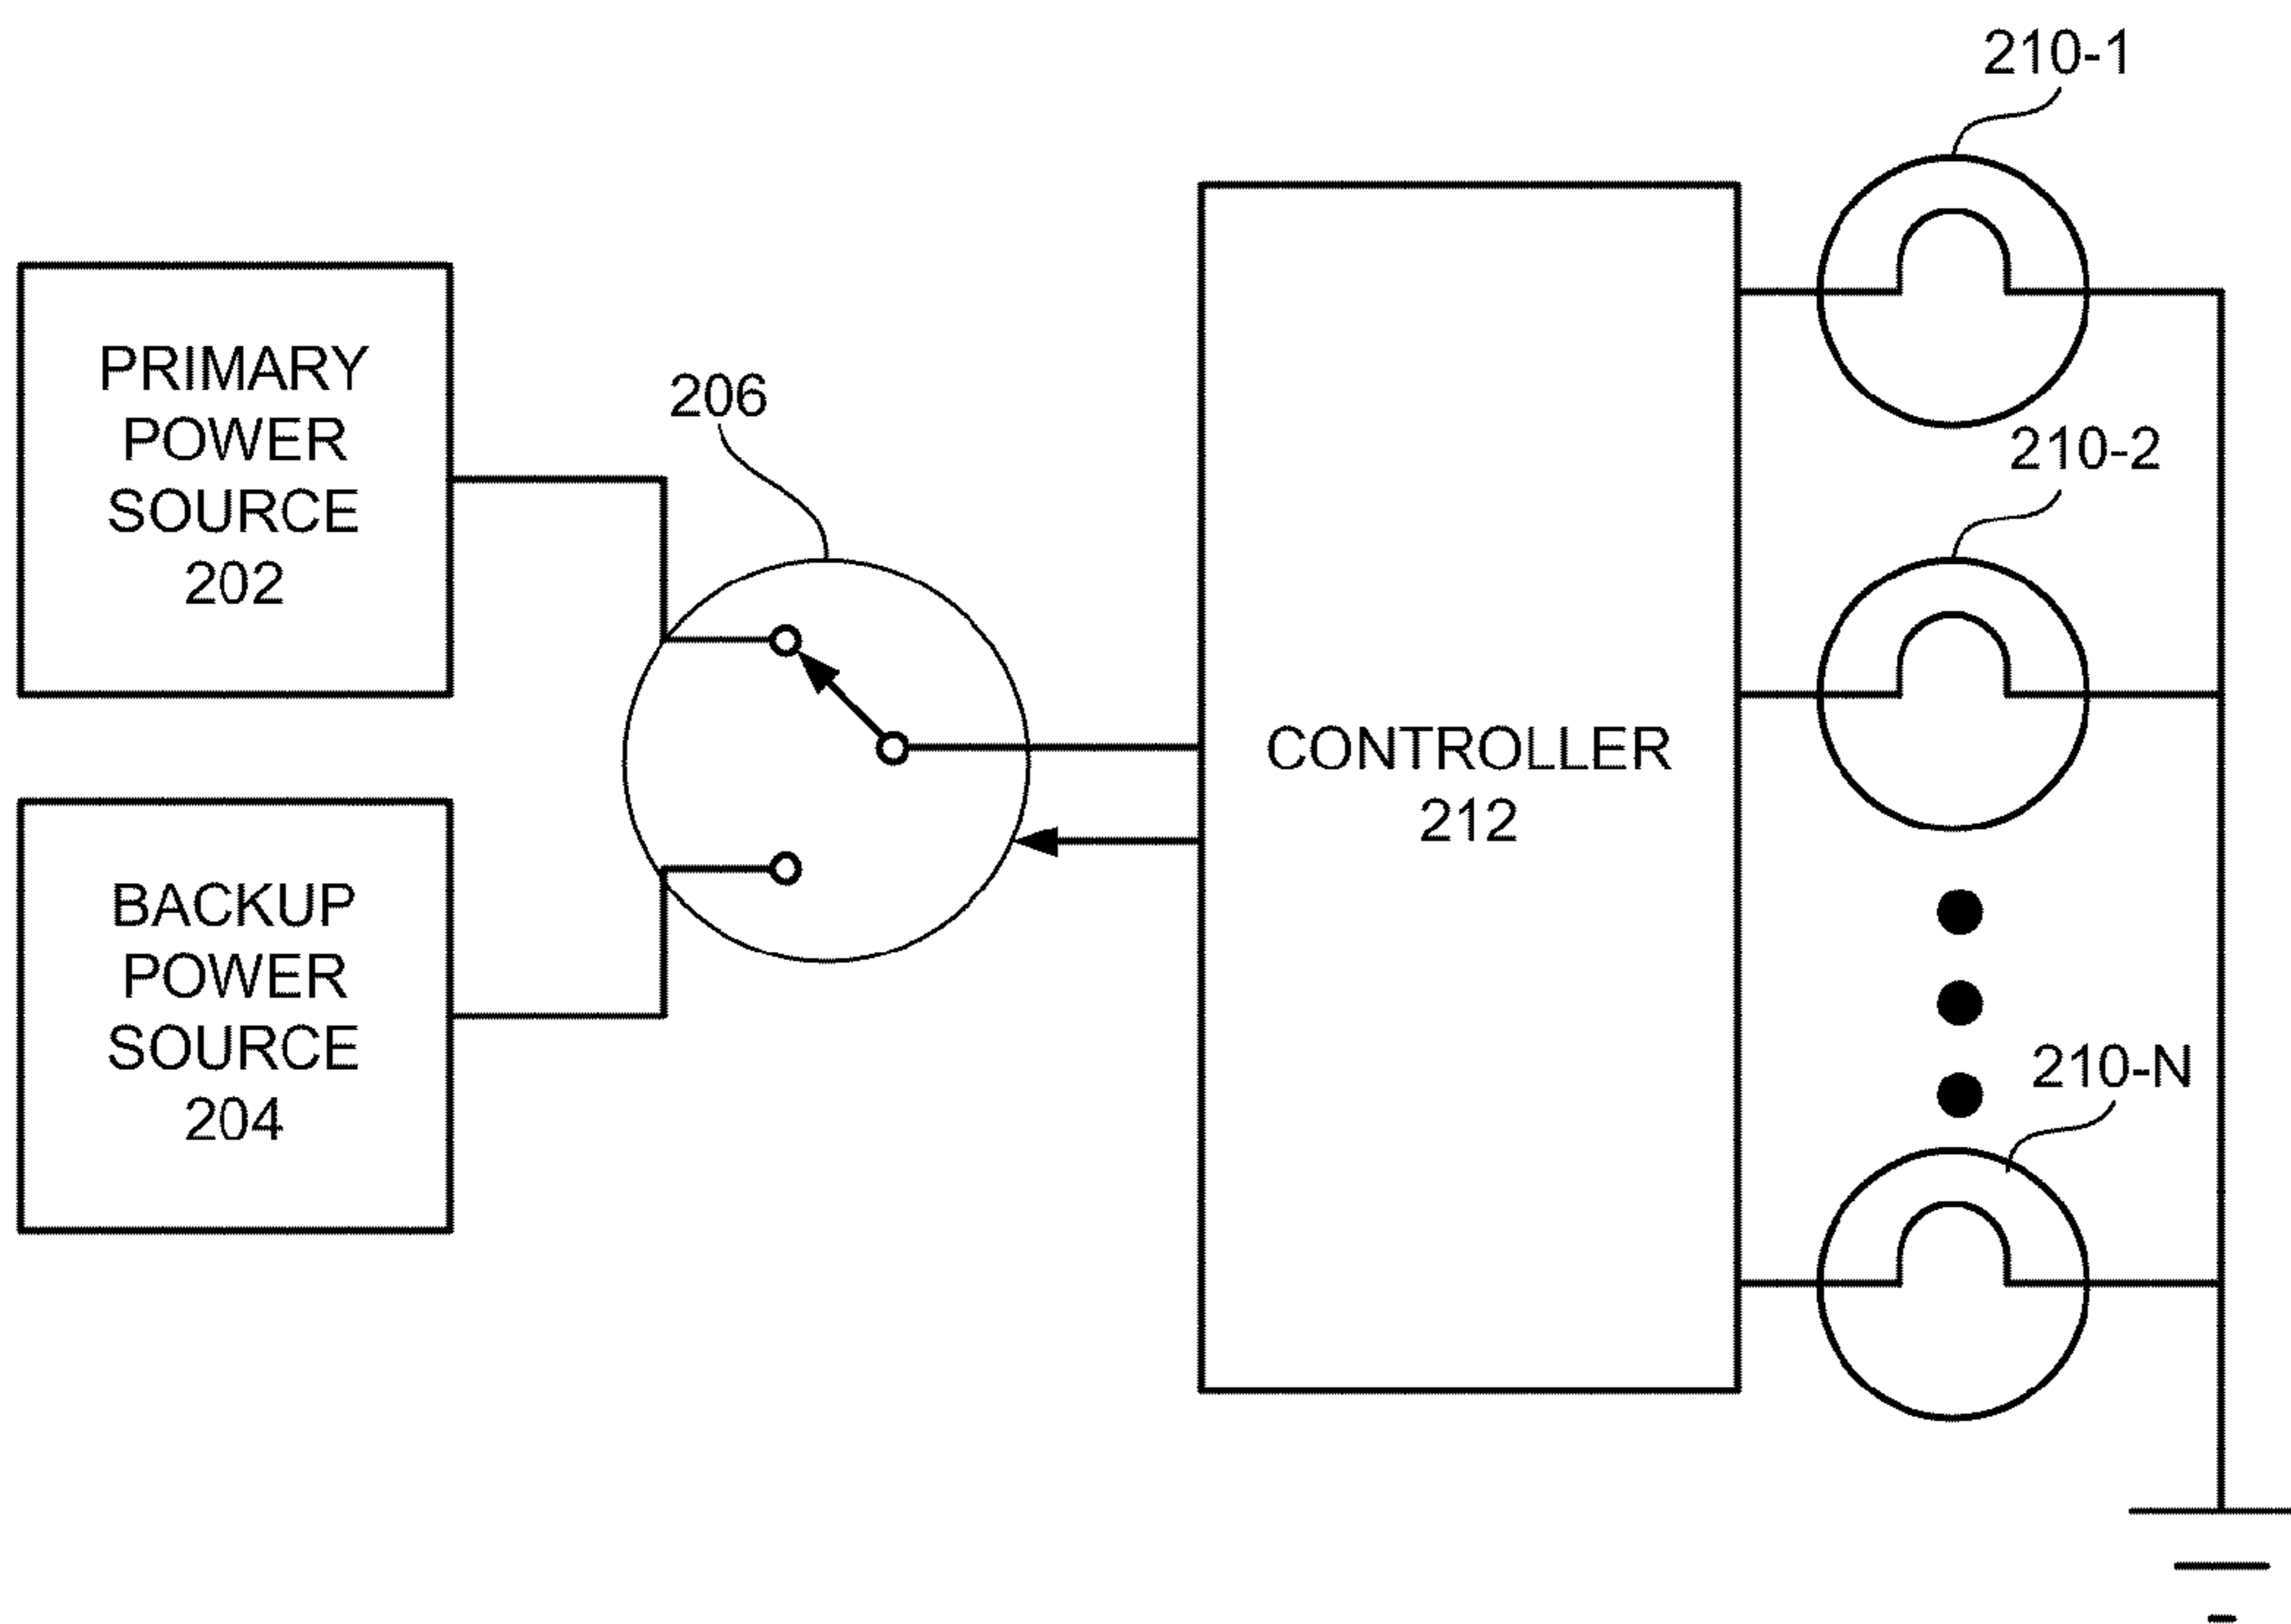 210-1
PRIMARY
POWER
SOURCE
202
206
210-2
CONTROLLER
212
BACKUP
POWER
SOURCE
204
210-N